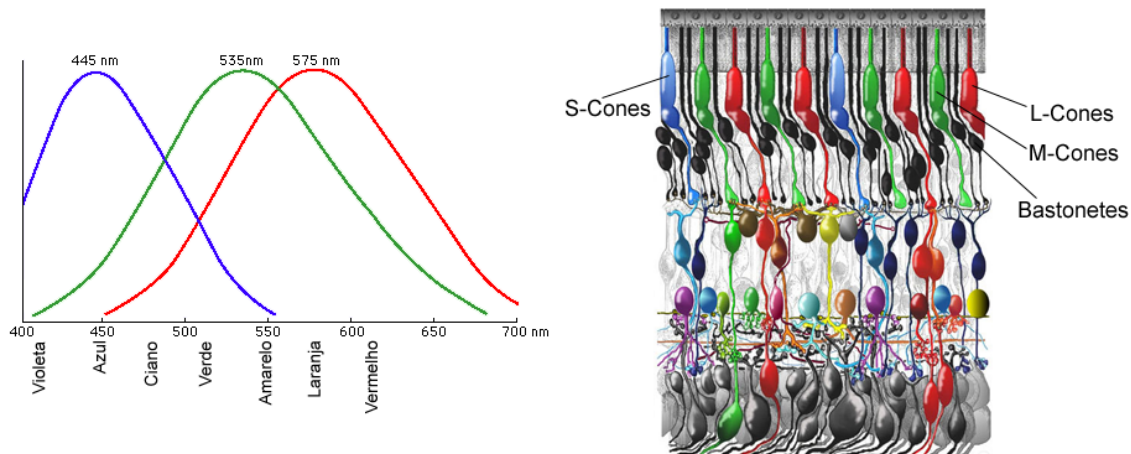 445 nm
535nm
575 nm
400
450
500
550
600
650
700 nm
Violeta
Azul
Ciano
Verde
Amarelo
Laranja
Vermelho
S-Cones
L-Cones
M-Cones
Bastonetes